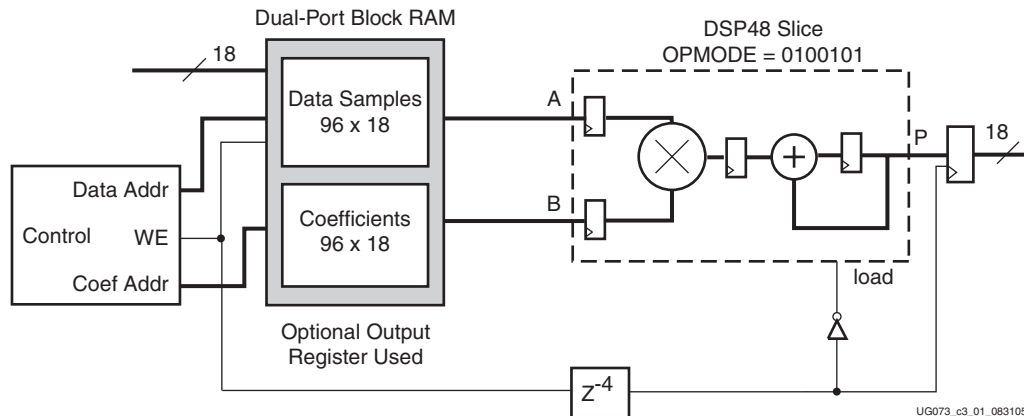 Dual-Port Block RAM
DSP48 Slice
OPMODE = 0100101
18
Data Samples
96 x 18
A
P
18
Data Addr
Control
WE
Coef Addr
Coefficients
96 x 18
B
load
Optional Output
Register Used
Z-4
UG073_c3_01_083105